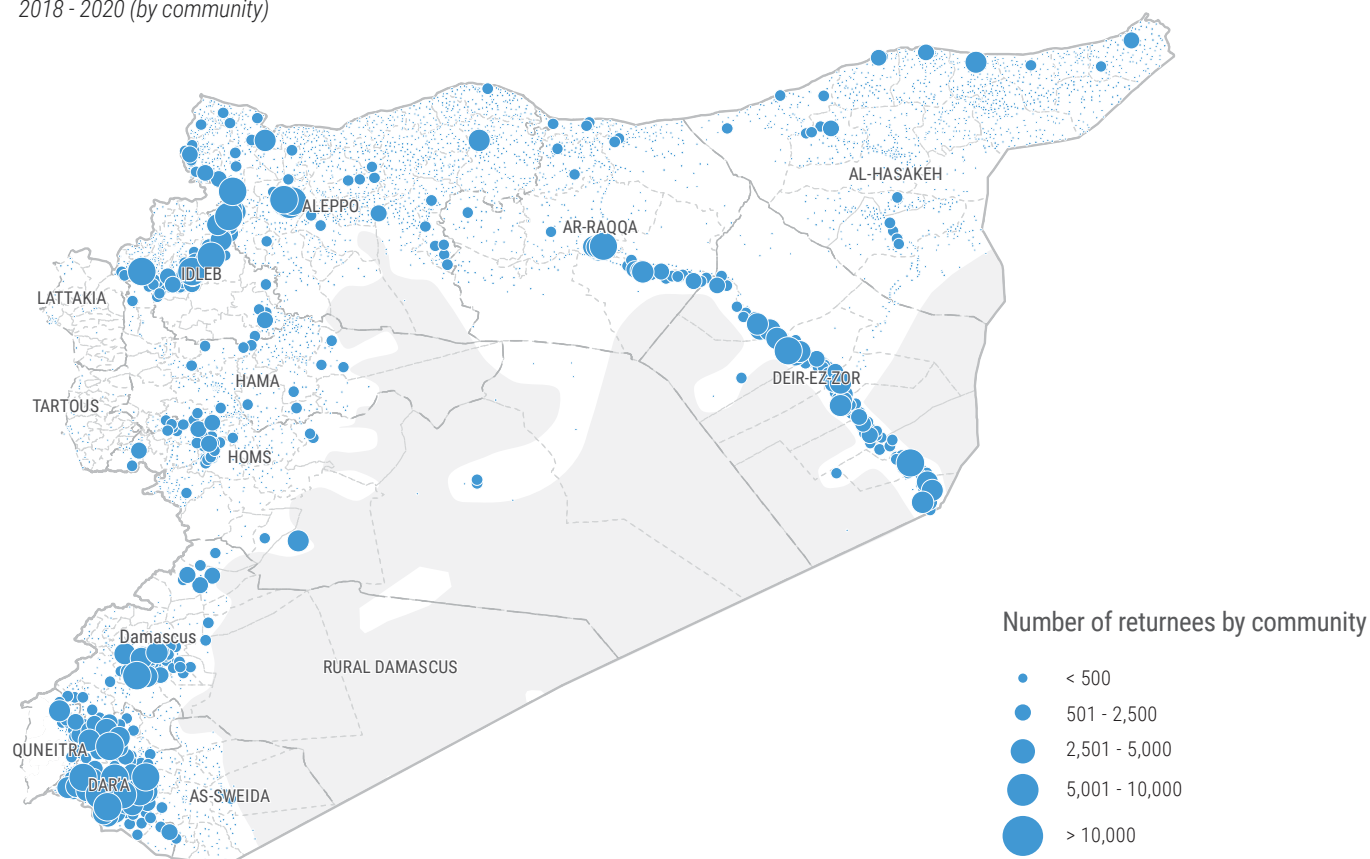 2018 - 2020 (by community)
AL-HASAKEH
ALEPPO
AR-RAQQA
IDLEB
LATTAKIA
DEIR-EZ-ZOR
HAMA
TARTOUS
HOMS
Damascus
RURAL DAMASCUS
QUNEITRA
DAR'A
AS-SWEIDA
Number of returnees by community
< 500
501 - 2,500
2,501 - 5,000
5,001 - 10,000
> 10,000